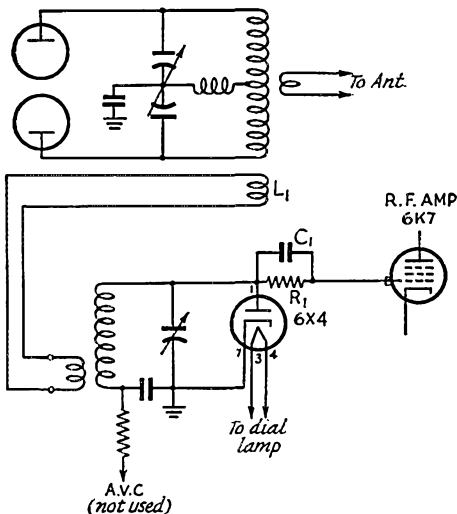 To Ant.
L1
R.F. AMP
6K7
C1
R1
1
6X4
7 3 4
To dial
lamp
A.V.C
(not used)